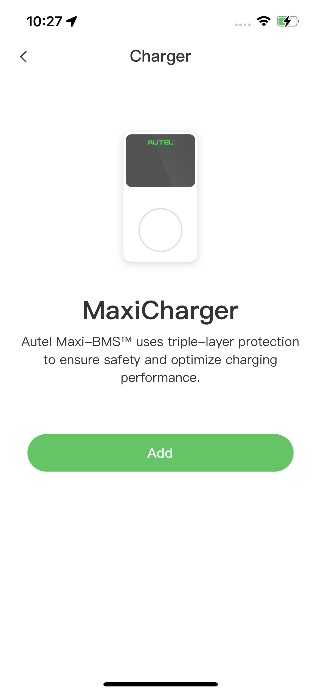 10:27
Charger
AUTEL
MaxiCharger
Autel Maxi-BMS™ uses triple-layer protection
to ensure safety and optimize charging
performance.
Add